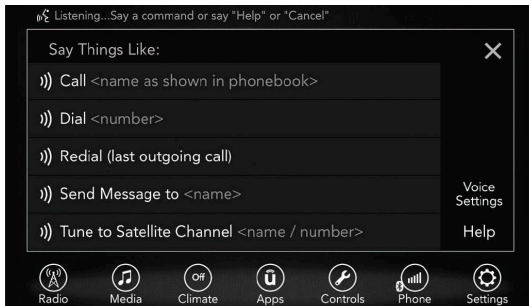 Listening...Say a command or say "Help" or "Cancel"
Say Things Like:
Call <name as shown in phonebook>
Dial <number>
Redial (last outgoing call)
Send Message to <name>
Tune to Satellite Channel <name / number>
Voice
Settings
Help
Off
û
Radio
Media
Climate
Apps
Controls
Phone
Settings